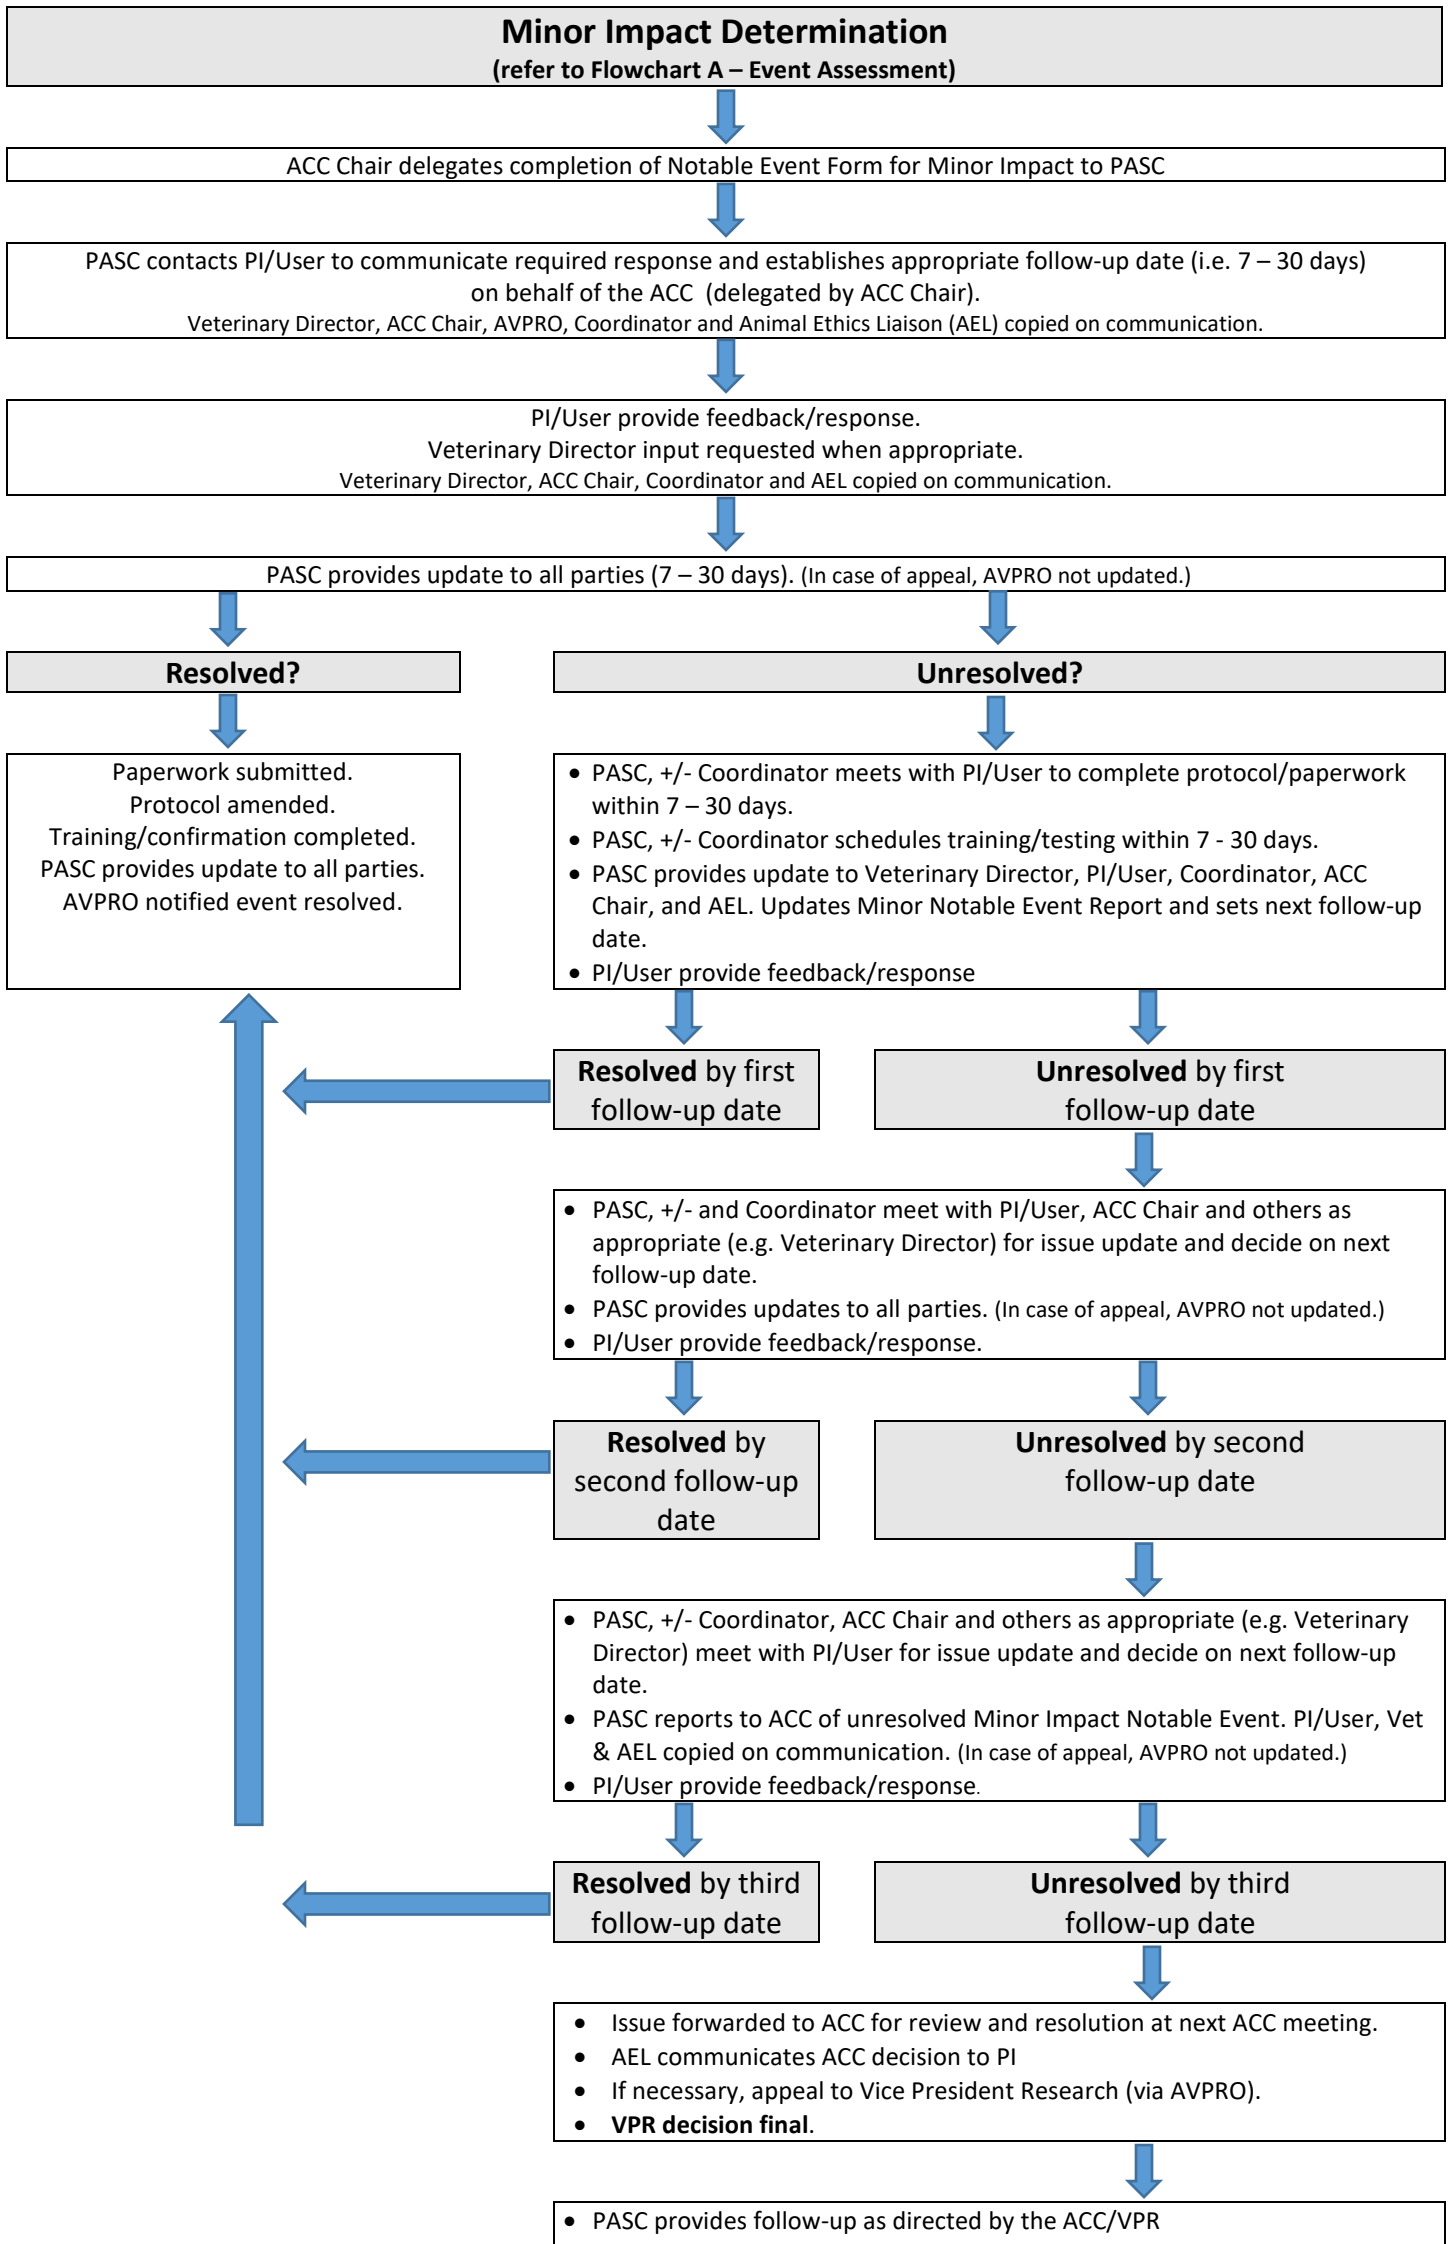 Minor Impact Determination
(refer to Flowchart A – Event Assessment)
ACC Chair delegates completion of Notable Event Form for Minor Impact to PASC
PASC contacts PI/User to communicate required response and establishes appropriate follow-up date (i.e. 7 – 30 days)
on behalf of the ACC (delegated by ACC Chair).
Veterinary Director, ACC Chair, AVPRO, Coordinator and Animal Ethics Liaison (AEL) copied on communication.
PI/User provide feedback/response.
Veterinary Director input requested when appropriate.
Veterinary Director, ACC Chair, Coordinator and AEL copied on communication.
PASC provides update to all parties (7 – 30 days). (In case of appeal, AVPRO not updated.)
Resolved?
Paperwork submitted.
Protocol amended.
Training/confirmation completed.
PASC provides update to all parties.
AVPRO notified event resolved.
Unresolved?
• PASC, +/- Coordinator meets with PI/User to complete protocol/paperwork
within 7 – 30 days.
• PASC, +/- Coordinator schedules training/testing within 7 - 30 days.
• PASC provides update to Veterinary Director, PI/User, Coordinator, ACC
Chair, and AEL. Updates Minor Notable Event Report and sets next follow-up
date.
• PI/User provide feedback/response
Resolved by first
follow-up date
Unresolved by first
follow-up date
• PASC, +/- and Coordinator meet with PI/User, ACC Chair and others as
appropriate (e.g. Veterinary Director) for issue update and decide on next
follow-up date.
• PASC provides updates to all parties. (In case of appeal, AVPRO not updated.)
• PI/User provide feedback/response.
Resolved by
second follow-up
date
Unresolved by second
follow-up date
• PASC, +/- Coordinator, ACC Chair and others as appropriate (e.g. Veterinary
Director) meet with PI/User for issue update and decide on next follow-up
date.
• PASC reports to ACC of unresolved Minor Impact Notable Event. PI/User, Vet
& AEL copied on communication. (In case of appeal, AVPRO not updated.)
• PI/User provide feedback/response.
Resolved by third
follow-up date
Unresolved by third
follow-up date
• Issue forwarded to ACC for review and resolution at next ACC meeting.
• AEL communicates ACC decision to PI
• If necessary, appeal to Vice President Research (via AVPRO).
• VPR decision final.
• PASC provides follow-up as directed by the ACC/VPR